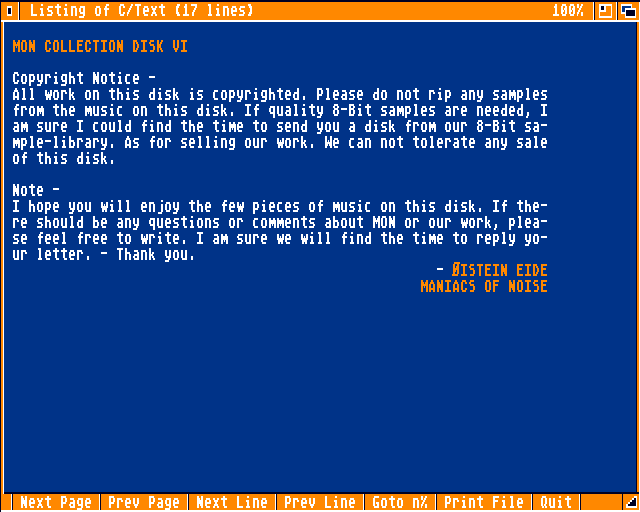 Listing of C/Text (17 lines) 100%
MON COLLECTION DISK VI
Copyright Notice -
All work on this disk is copyrighted. Please do not rip any samples
from the music on this disk. If quality 8-Bit samples are needed, I
am sure I could find the time to send you a disk from our 8-Bit sa-
mple-library. As for selling our work. We can not tolerate any sale
of this disk.
Note -
I hope you will enjoy the few pieces of music on this disk. If the-
re should be any questions or comments about MON or our work, plea-
se feel free to write. I am sure we will find the time to reply yo-
ur letter. - Thank you.
- ØISTEIN EIDE
MANIACS OF NOISE
Next Page Prev Page Next Line Prev Line Goto n% Print File Quit